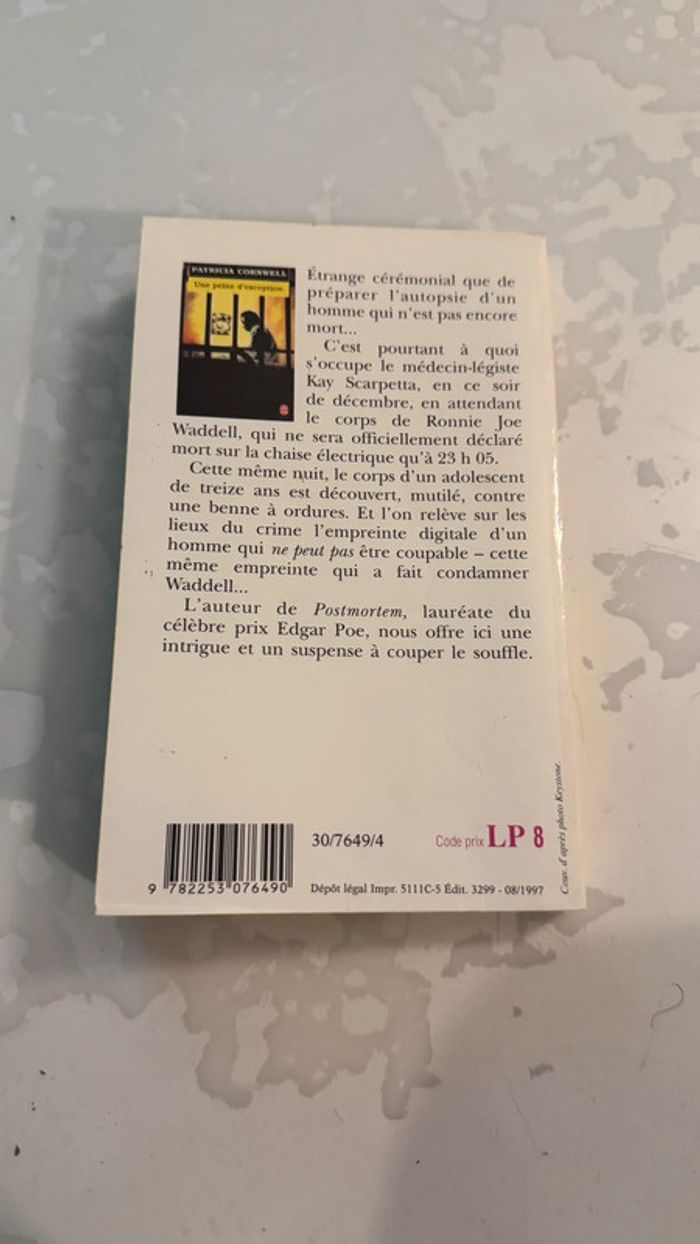 PATRICIA CORNWELL
Une peine d'exception
Étrange cérémonial que de
préparer l'autopsie d'un
homme qui n'est pas encore
mort...
C'est pourtant à quoi
s'occupe le médecin-légiste
Kay Scarpetta, en ce soir
de décembre, en attendant
le corps de Ronnie Joe
Waddell, qui ne sera officiellement déclaré
mort sur la chaise électrique qu'à 23 h 05.
Cette même nuit, le corps d'un adolescent
de treize ans est découvert, mutilé, contre
une benne à ordures. Et l'on relève sur les
lieux du crime l'empreinte digitale d'un
homme qui ne peut pas être coupable – cette
même empreinte qui a fait condamner
Waddell...
L'auteur de Postmortem, lauréate du
célèbre prix Edgar Poe, nous offre ici une
intrigue et un suspense à couper le souffle.
Couv. d'après photo Keystone.
30/7649/4
Code prix LP 8
9 782253 076490
Dépôt légal Impr. 5111C-5 Édit. 3299 - 08/1997